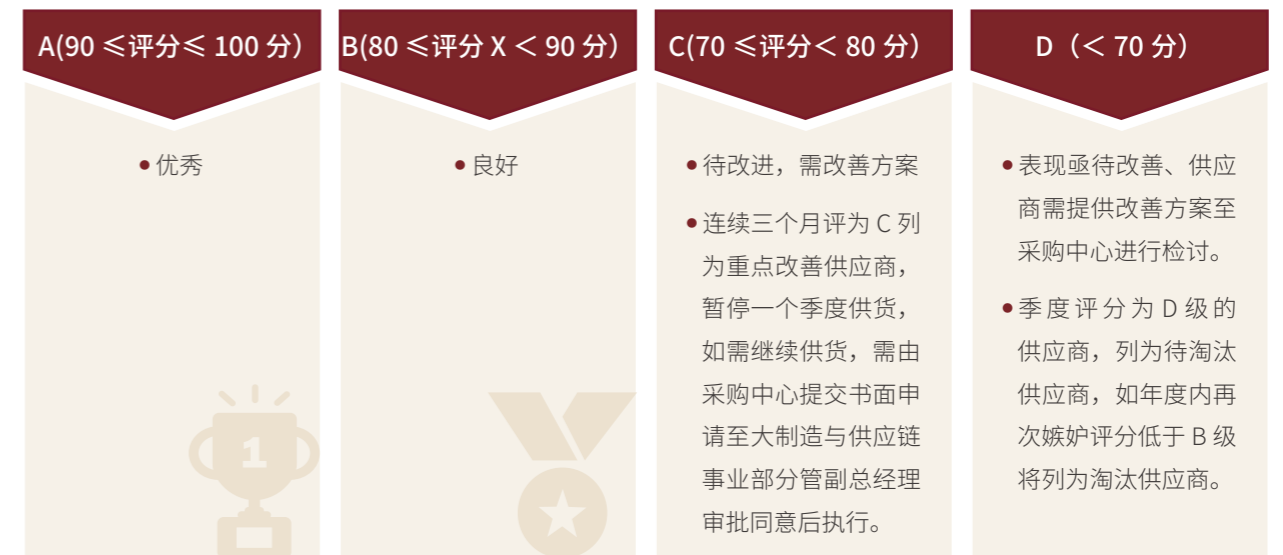 A(90 ≤评分≤ 100 分)
• 优秀
B(80 ≤评分 X < 90 分)
• 良好
C(70 ≤评分< 80 分)
• 待改进，需改善方案
• 连续三个月评为 C 列
为重点改善供应商，
暂停一个季度供货，
如需继续供货，需由
采购中心提交书面申
请至大制造与供应链
事业部分管副总经理
审批同意后执行。
D（< 70 分）
• 表现亟待改善、供应
商需提供改善方案至
采购中心进行检讨。
• 季度评分为 D 级的
供应商，列为待淘汰
供应商，如年度内再
次嫉妒评分低于 B 级
将列为淘汰供应商。
1